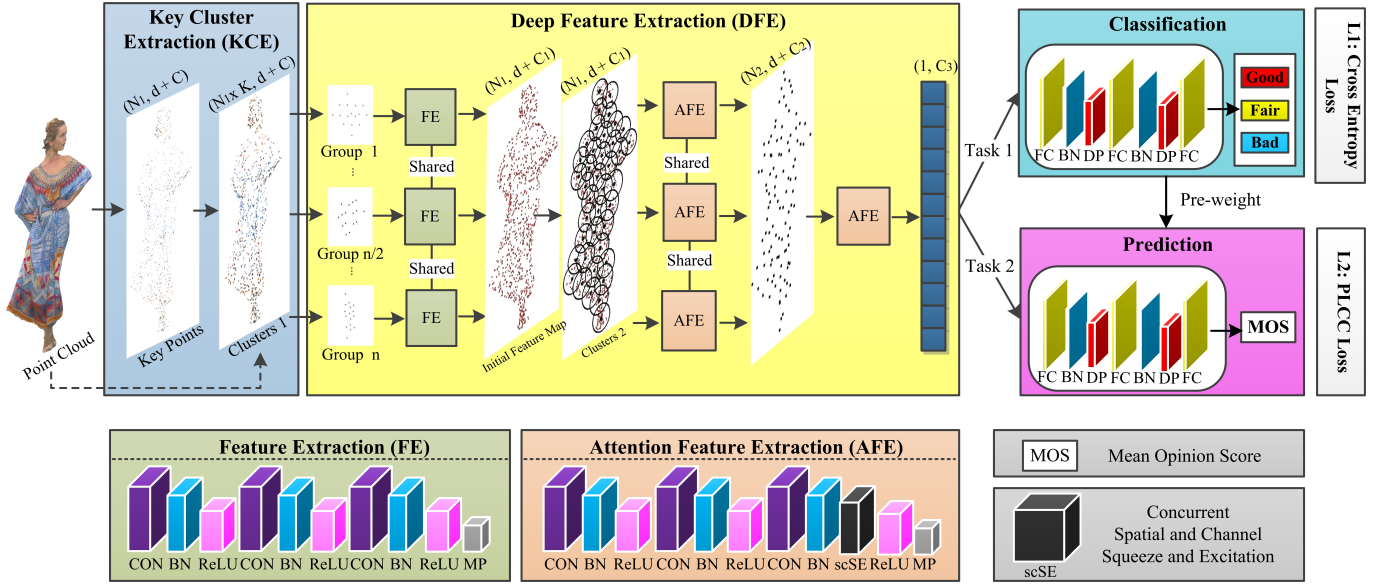 Key Cluster
Extraction (KCE)
(N1, d + C)
(N1x K, d + C)
Point Cloud
Key Points
Clusters 1
Deep Feature Extraction (DFE)
Group 1
...
Group n/2
...
Group n
FE
Shared
FE
Shared
FE
(N1, d + C1)
Initial Feature Map
(N1, d + C1)
Clusters 2
AFE
Shared
AFE
Shared
AFE
(N2, d + C2)
AFE
(1, C3)
Task 1
Task 2
Classification
FC BN DP FC BN DP FC
Good
Fair
Bad
L1: Cross Entropy
Loss
Pre-weight
Prediction
FC BN DP FC BN DP FC
MOS
L2: PLCC Loss
Feature Extraction (FE)
CON BN ReLU CON BN ReLU CON BN ReLU MP
Attention Feature Extraction (AFE)
CON BN ReLU CON BN ReLU CON BN scSE ReLU MP
MOS
Mean Opinion Score
scSE
Concurrent
Spatial and Channel
Squeeze and Excitation